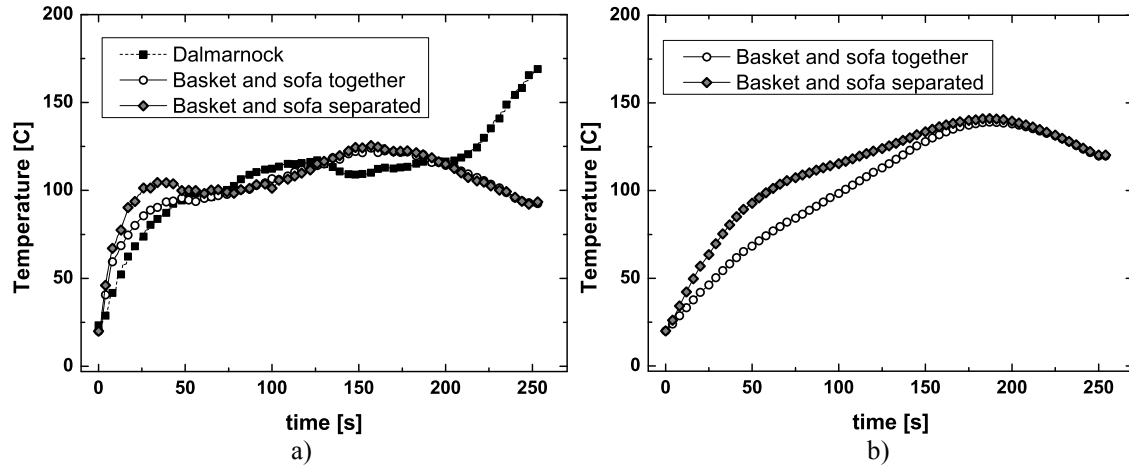 200
150
100
50
0
Temperature [C]
Dalmarnock
Basket and sofa together
Basket and sofa separated
0 50 100 150 200 250
time [s]
a)
200
150
100
50
0
Temperature [C]
Basket and sofa together
Basket and sofa separated
0 50 100 150 200 250
time [s]
b)